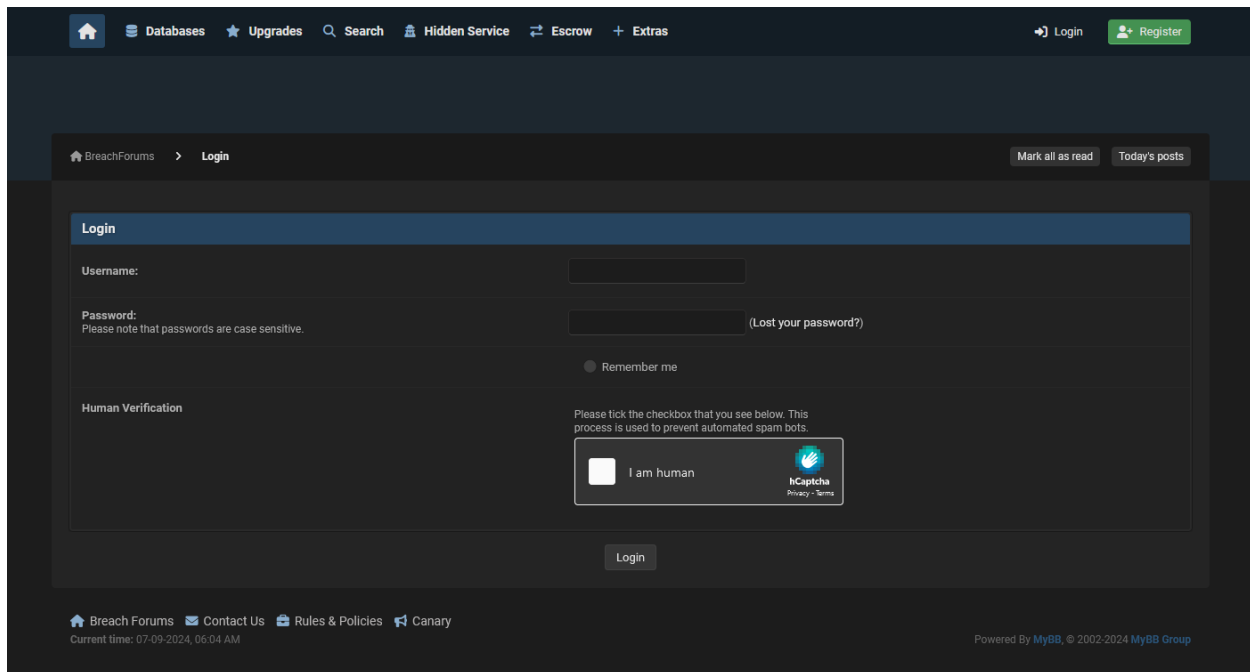 Databases Upgrades Search Hidden Service Escrow Extras Login Register
BreachForums Login Mark all as read Today's posts
Login
Username:
Password:
Please note that passwords are case sensitive.
(Lost your password?)
Remember me
Human Verification
Please tick the checkbox that you see below. This
process is used to prevent automated spam bots.
I am human
hCaptcha
Privacy - Terms
Login
Breach Forums Contact Us Rules & Policies Canary
Current time: 07-09-2024, 06:04 AM
Powered By MyBB, © 2002-2024 MyBB Group